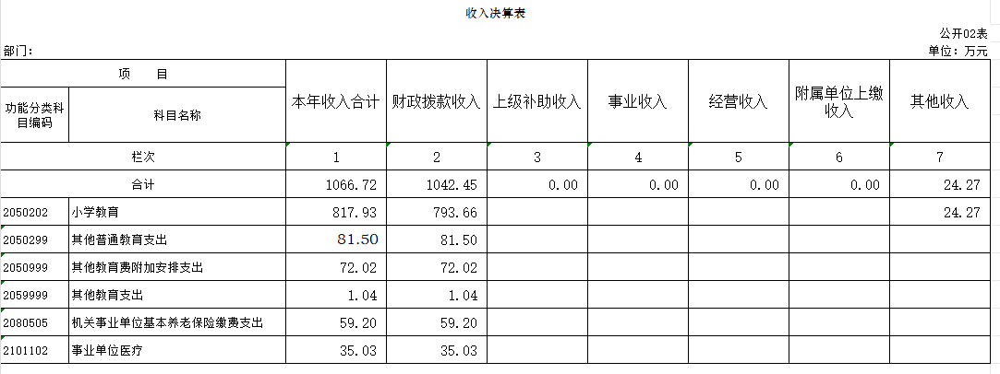 收入决算表
公开02表
部门： 单位：万元
项 目 本年收入合计 财政拨款收入 上级补助收入 事业收入 经营收入 附属单位上缴收入 其他收入
功能分类科目编码 科目名称
栏次 1 2 3 4 5 6 7
合计 1066.72 1042.45 0.00 0.00 0.00 0.00 24.27
2050202 小学教育 817.93 793.66 24.27
2050299 其他普通教育支出 81.50 81.50
2050999 其他教育费附加安排支出 72.02 72.02
2059999 其他教育支出 1.04 1.04
2080505 机关事业单位基本养老保险缴费支出 59.20 59.20
2101102 事业单位医疗 35.03 35.03